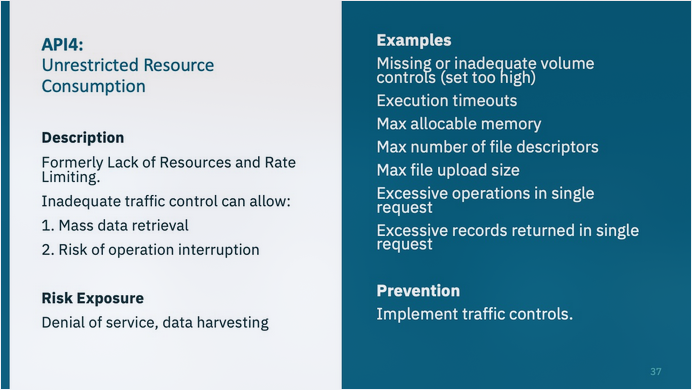 API4:
Unrestricted Resource
Consumption
Description
Formerly Lack of Resources and Rate
Limiting.
Inadequate traffic control can allow:
1. Mass data retrieval
2. Risk of operation interruption
Risk Exposure
Denial of service, data harvesting
Examples
Missing or inadequate volume
controls (set too high)
Execution timeouts
Max allocable memory
Max number of file descriptors
Max file upload size
Excessive operations in single
request
Excessive records returned in single
request
Prevention
Implement traffic controls.
37